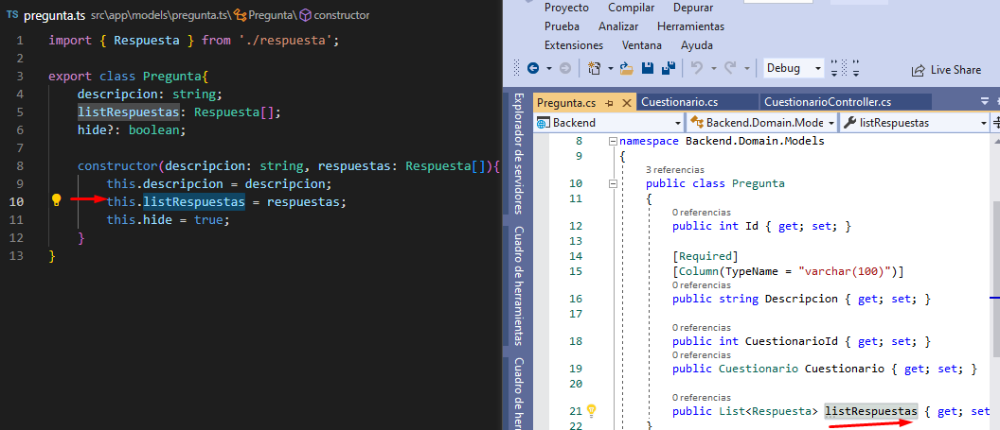 TS pregunta.ts src\app\models\pregunta.ts\Pregunta\constructor
1 import { Respuesta } from './respuesta';
2
3 export class Pregunta{
4 descripcion: string;
5 listRespuestas: Respuesta[];
6 hide?: boolean;
7
8 constructor(descripcion: string, respuestas: Respuesta[]){
9 this.descripcion = descripcion;
10 this.listRespuestas = respuestas;
11 this.hide = true;
12 }
13 }
Proyecto Compilar Depurar
Prueba Analizar Herramientas
Extensiones Ventana Ayuda
Debug Live Share
Explorador de servidores
Cuadro de herramientas
Cuadro de her
Pregunta.cs Cuestionario.cs CuestionarioController.cs
Backend Backend.Domain.Mode listRespuestas
8 namespace Backend.Domain.Models
9 {
3 referencias
10 public class Pregunta
11 {
0 referencias
12 public int Id { get; set; }
13
14 [Required]
15 [Column(TypeName = "varchar(100)")]
0 referencias
16 public string Descripcion { get; set; }
17
0 referencias
18 public int CuestionarioId { get; set; }
0 referencias
19 public Cuestionario Cuestionario { get; set; }
20
0 referencias
21 public List<Respuesta> listRespuestas { get; set
22 }